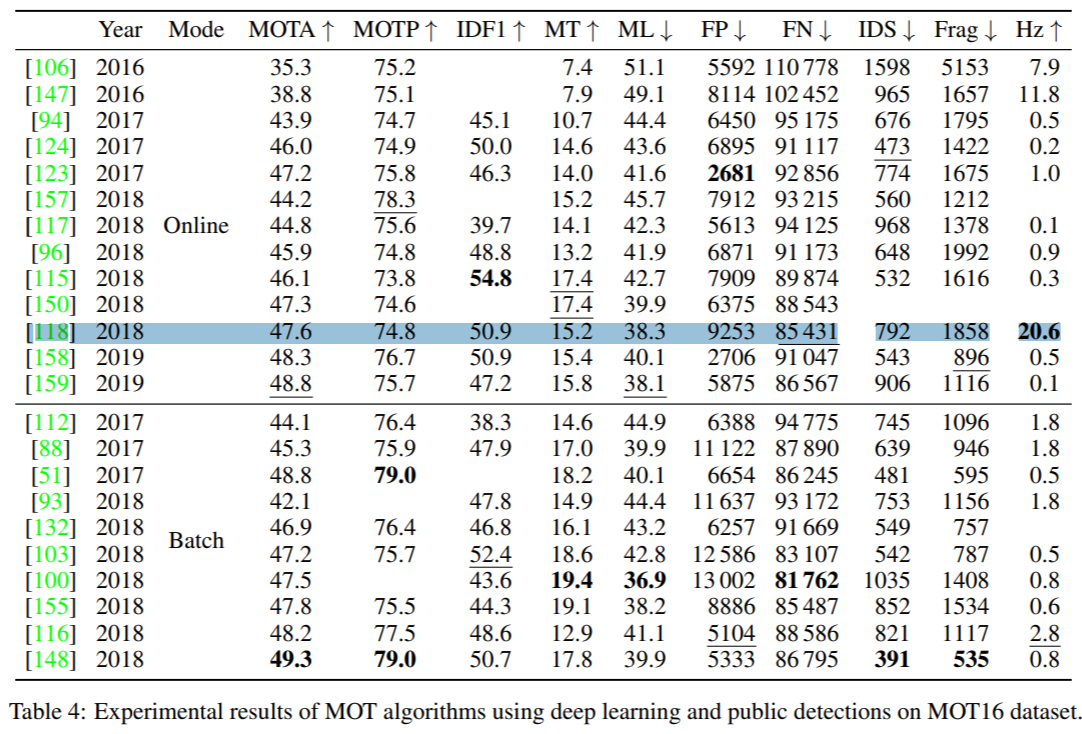 Year Mode MOTA ↑ MOTP ↑ IDF1 ↑ MT ↑ ML ↓ FP ↓ FN ↓ IDS ↓ Frag ↓ Hz ↑
[106] 2016 35.3 75.2 7.4 51.1 5592 110 778 1598 5153 7.9
[147] 2016 38.8 75.1 7.9 49.1 8114 102 452 965 1657 11.8
[94] 2017 43.9 74.7 45.1 10.7 44.4 6450 95 175 676 1795 0.5
[124] 2017 46.0 74.9 50.0 14.6 43.6 6895 91 117 473 1422 0.2
[123] 2017 47.2 75.8 46.3 14.0 41.6 2681 92 856 774 1675 1.0
[157] 2018 44.2 78.3 15.2 45.7 7912 93 215 560 1212
[117] 2018 Online 44.8 75.6 39.7 14.1 42.3 5613 94 125 968 1378 0.1
[96] 2018 45.9 74.8 48.8 13.2 41.9 6871 91 173 648 1992 0.9
[115] 2018 46.1 73.8 54.8 17.4 42.7 7909 89 874 532 1616 0.3
[150] 2018 47.3 74.6 17.4 39.9 6375 88 543
[118] 2018 47.6 74.8 50.9 15.2 38.3 9253 85 431 792 1858 20.6
[158] 2019 48.3 76.7 50.9 15.4 40.1 2706 91 047 543 896 0.5
[159] 2019 48.8 75.7 47.2 15.8 38.1 5875 86 567 906 1116 0.1
[112] 2017 44.1 76.4 38.3 14.6 44.9 6388 94 775 745 1096 1.8
[88] 2017 45.3 75.9 47.9 17.0 39.9 11 122 87 890 639 946 1.8
[51] 2017 48.8 79.0 18.2 40.1 6654 86 245 481 595 0.5
[93] 2018 42.1 47.8 14.9 44.4 11 637 93 172 753 1156 1.8
[132] 2018 46.9 76.4 46.8 16.1 43.2 6257 91 669 549 757
Batch
[103] 2018 47.2 75.7 52.4 18.6 42.8 12 586 83 107 542 787 0.5
[100] 2018 47.5 43.6 19.4 36.9 13 002 81 762 1035 1408 0.8
[155] 2018 47.8 75.5 44.3 19.1 38.2 8886 85 487 852 1534 0.6
[116] 2018 48.2 77.5 48.6 12.9 41.1 5104 88 586 821 1117 2.8
[148] 2018 49.3 79.0 50.7 17.8 39.9 5333 86 795 391 535 0.8
Table 4: Experimental results of MOT algorithms using deep learning and public detections on MOT16 dataset.